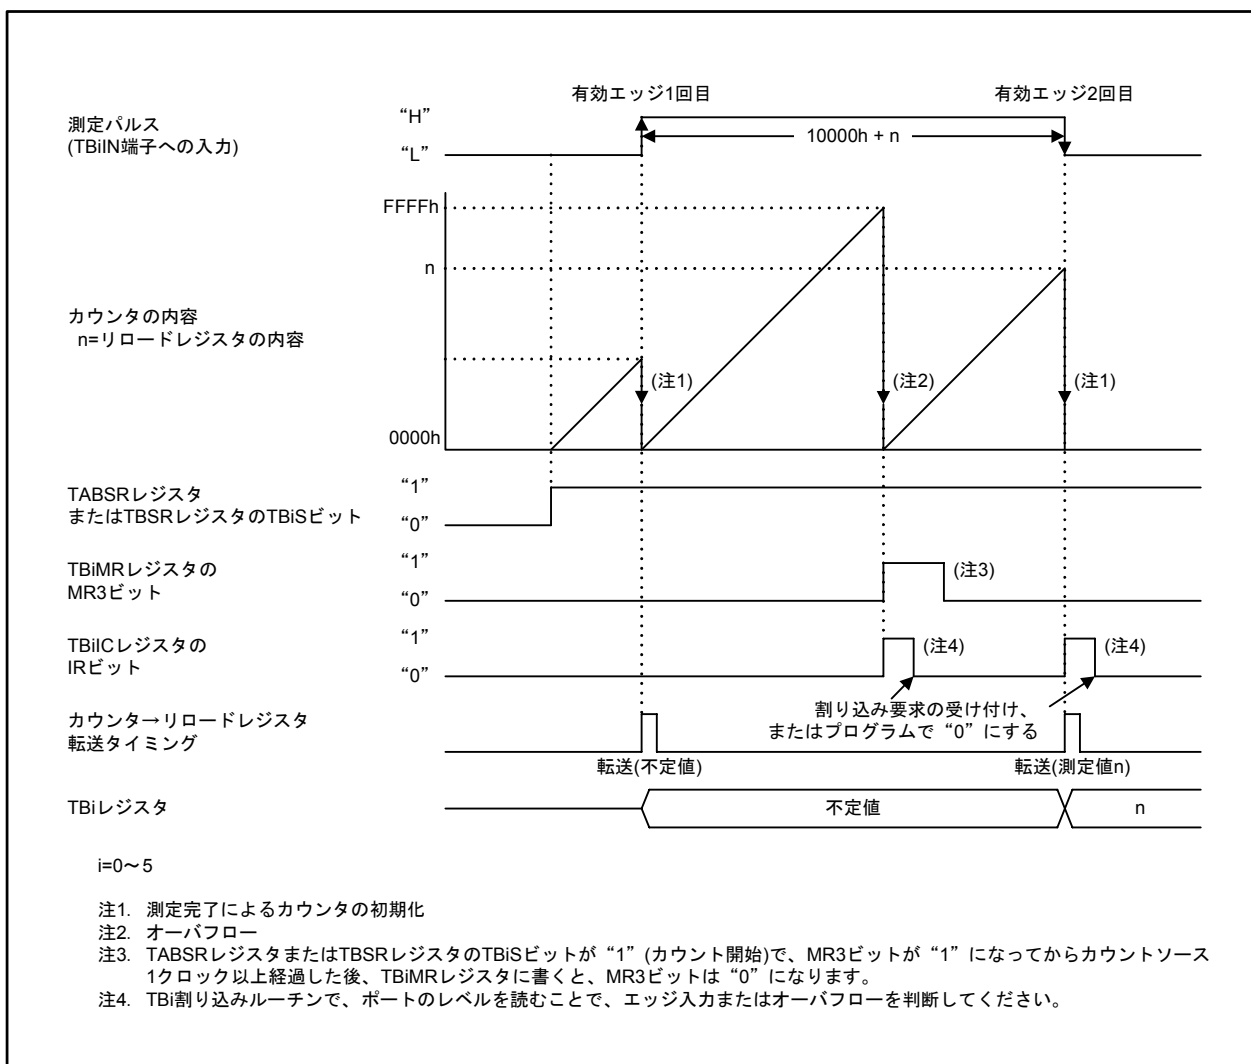 有効エッジ1回目
有効エッジ2回目
測定パルス
(TBiIN端子への入力)
“H”
“L”
10000h + n
FFFFh
n
カウンタの内容
n=リロードレジスタの内容
(注1)
(注2)
(注1)
0000h
TABSRレジスタ
またはTBSRレジスタのTBiSビット
“1”
“0”
TBiMRレジスタの
MR3ビット
“1”
“0”
(注3)
TBiICレジスタの
IRビット
“1”
“0”
(注4)
(注4)
割り込み要求の受け付け、
またはプログラムで“0”にする
カウンタ→リロードレジスタ
転送タイミング
転送(不定値)
転送(測定値n)
TBiレジスタ
不定値
n
i=0～5
注1. 測定完了によるカウンタの初期化
注2. オーバフロー
注3. TABSRレジスタまたはTBSRレジスタのTBiSビットが“1”(カウント開始)で、MR3ビットが“1”になってからカウントソース
1クロック以上経過した後、TBiMRレジスタに書くと、MR3ビットは“0”になります。
注4. TBi割り込みルーチンで、ポートのレベルを読むことで、エッジ入力またはオーバフローを判断してください。